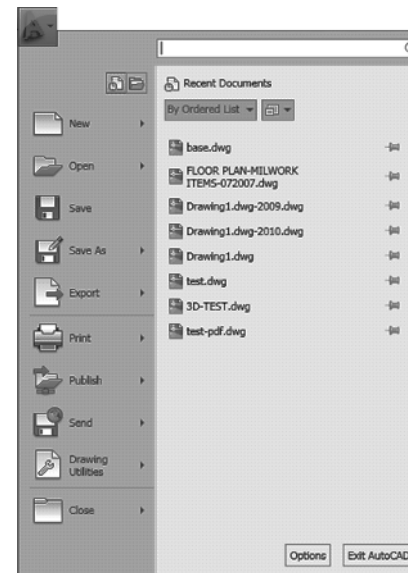 Recent Documents
By Ordered List
New
Open
Save
Save As
Export
Print
Publish
Send
Drawing
Utilities
Close
base.dwg
FLOOR PLAN-MILWORK
ITEMS-072007.dwg
Drawing1.dwg-2009.dwg
Drawing1.dwg-2010.dwg
Drawing1.dwg
test.dwg
3D-TEST.dwg
test-pdf.dwg
Options
Exit AutoCAD